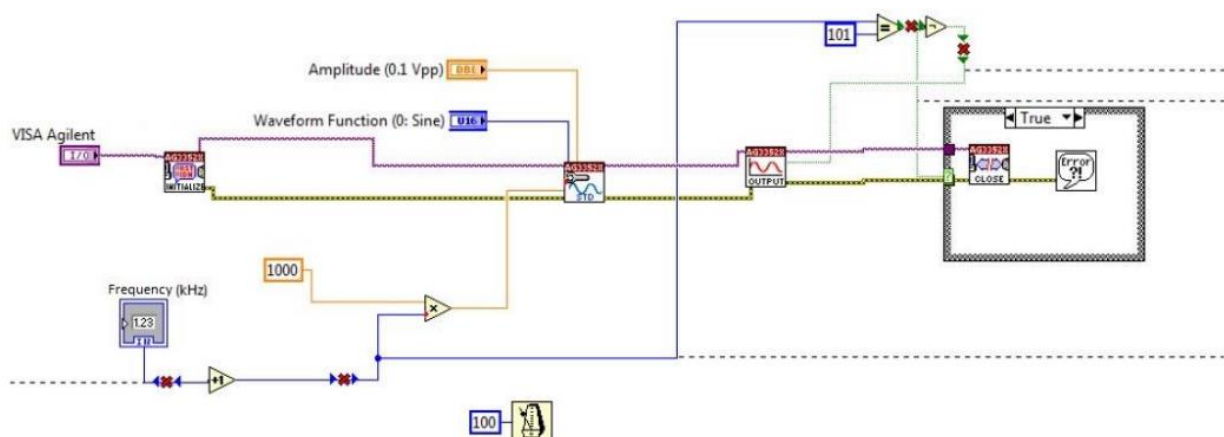 101
Amplitude (0.1 Vpp)
DBL
Waveform Function (0: Sine)
U16
VISA Agilent
I/O
INITIALIZE
STD
OUTPUT
True
CLOSE
Error
?!
1000
Frequency (kHz)
1.23
+1
100